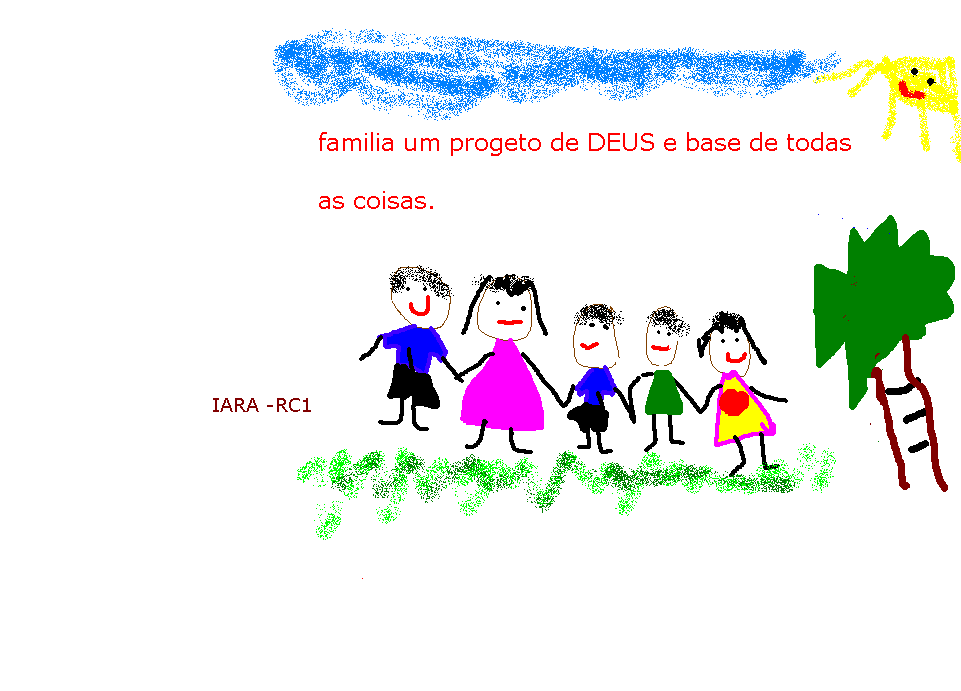 familia um progeto de DEUS e base de todas
as coisas.
IARA -RC1